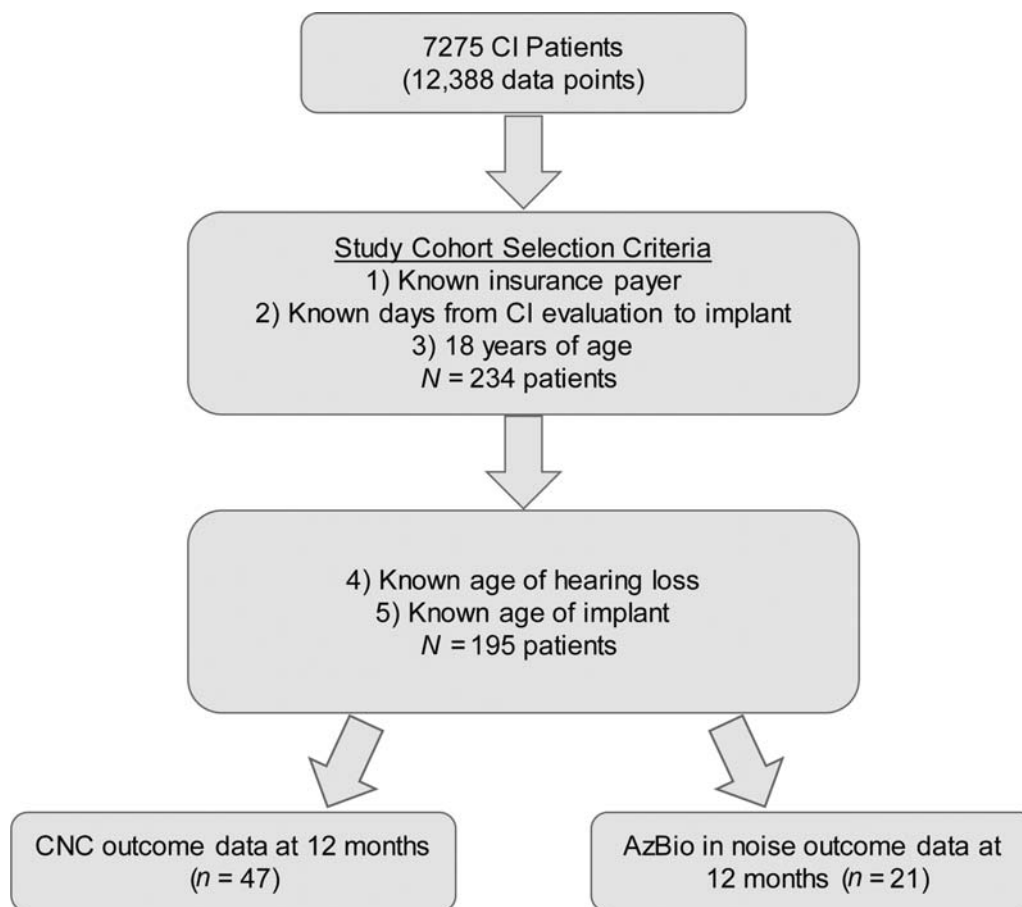 7275 CI Patients
(12,388 data points)
Study Cohort Selection Criteria
1) Known insurance payer
2) Known days from CI evaluation to implant
3) 18 years of age
N = 234 patients
4) Known age of hearing loss
5) Known age of implant
N = 195 patients
CNC outcome data at 12 months
(n = 47)
AzBio in noise outcome data at
12 months (n = 21)